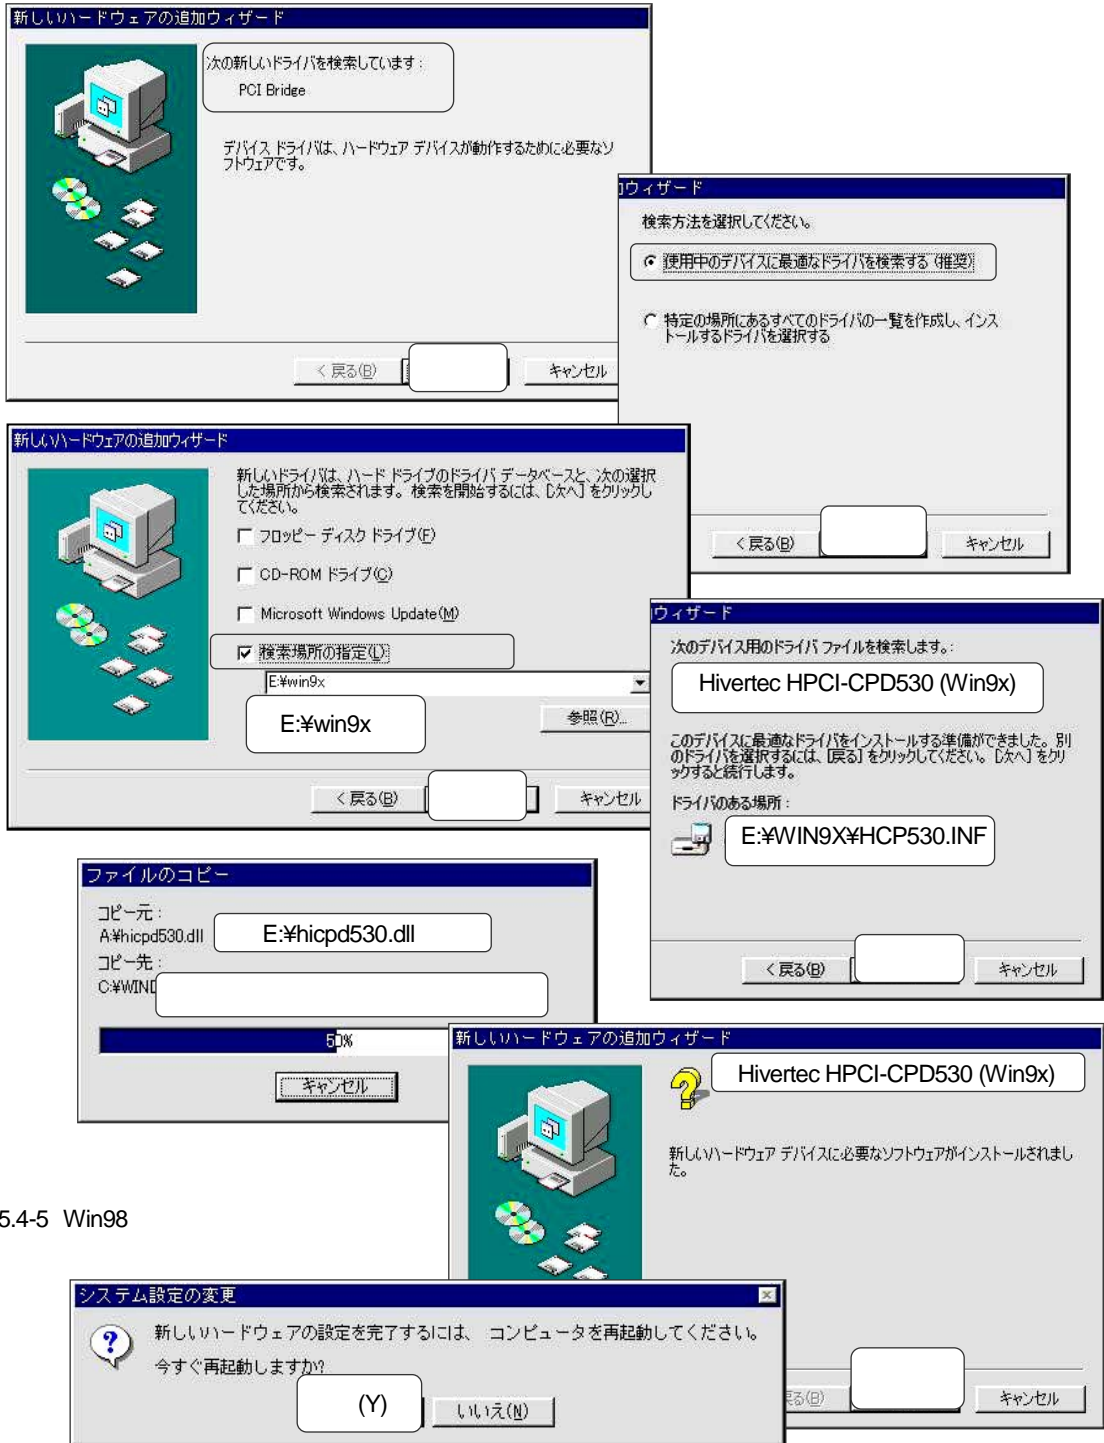 新しいハードウェアの追加ウィザード
次の新しいドライバを検索しています：
PCI Bridge
デバイス ドライバは、ハードウェア デバイスが動作するために必要なソ
フトウェアです。
< 戻る(B)
キャンセル
ウィザード
検索方法を選択してください。
使用中のデバイスに最適なドライバを検索する (推奨)
特定の場所にあるすべてのドライバの一覧を作成し、インス
トールするドライバを選択する
< 戻る(B)
キャンセル
新しいハードウェアの追加ウィザード
新しいドライバは、ハード ドライブのドライバ データベースと、次の選択
した場所から検索されます。検索を開始するには、[次へ] をクリックし
てください。
フロッピー ディスク ドライブ(F)
CD-ROM ドライブ(C)
Microsoft Windows Update(M)
検索場所の指定(L)
E:¥win9x
E:¥win9x
参照(R)...
< 戻る(B)
キャンセル
ウィザード
次のデバイス用のドライバ ファイルを検索します。:
Hivertec HPCI-CPD530 (Win9x)
このデバイスに最適なドライバをインストールする準備ができました。別
のドライバを選択するには、[戻る] をクリックしてください。[次へ] をクリ
ックすると続行します。
ドライバのある場所：
E:¥WIN9X¥HCP530.INF
< 戻る(B)
キャンセル
ファイルのコピー
コピー元：
A:¥hicpd530.dll
E:¥hicpd530.dll
コピー先：
C:¥WIND
50%
キャンセル
新しいハードウェアの追加ウィザード
Hivertec HPCI-CPD530 (Win9x)
新しいハードウェア デバイスに必要なソフトウェアがインストールされまし
た。
戻る(B)
キャンセル
5.4-5 Win98
システム設定の変更
新しいハードウェアの設定を完了するには、 コンピュータを再起動してください。
今すぐ再起動しますか?
(Y)
いいえ(N)